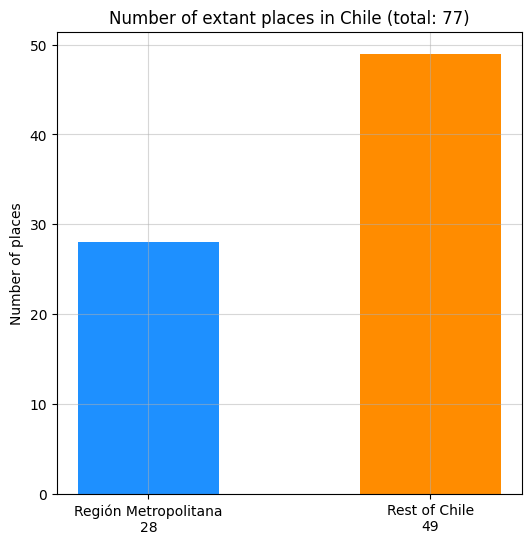 Number of extant places in Chile (total: 77)
Number of places
50
40
30
20
10
0
Región Metropolitana
28
Rest of Chile
49